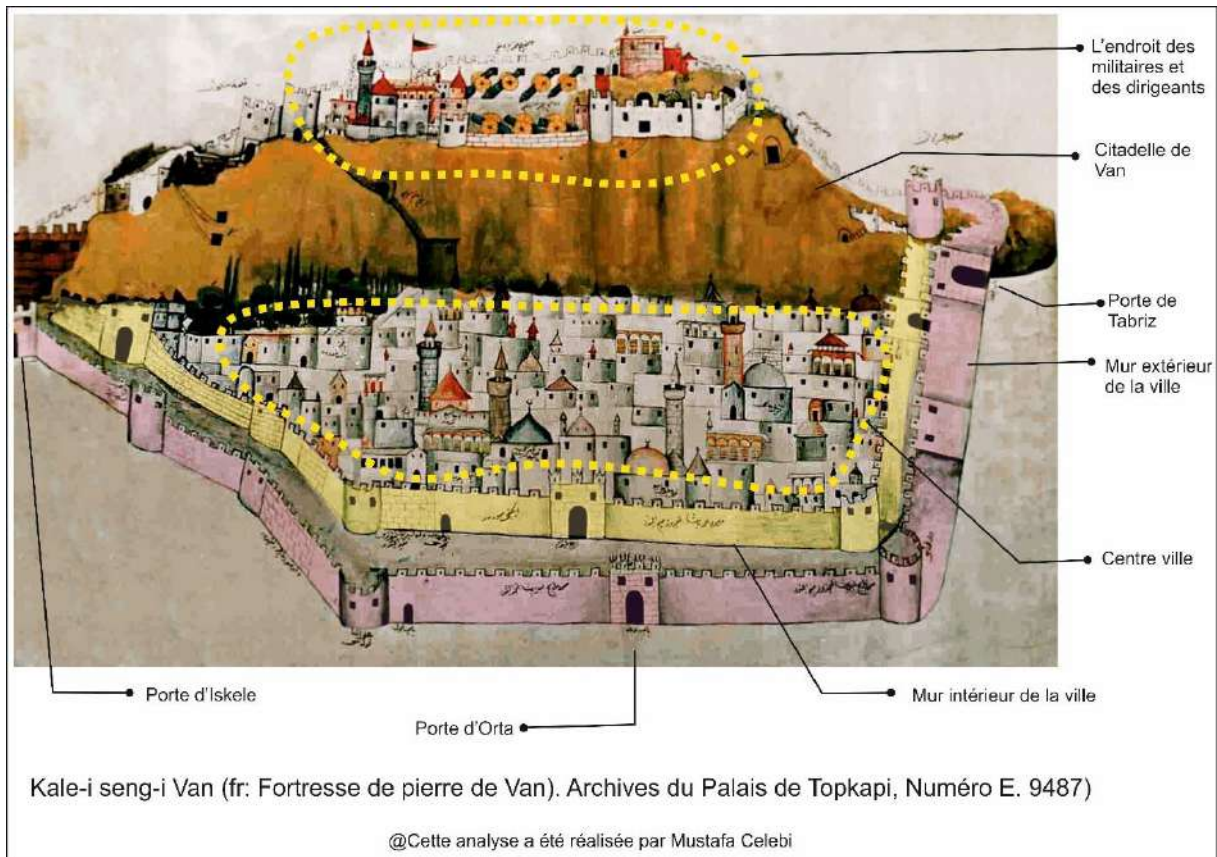 L'endroit des
militaires et
des dirigeants
Citadelle de
Van
Porte de
Tabriz
Mur extérieur
de la ville
Centre ville
Mur intérieur de la ville
Porte d'Iskele
Porte d'Orta
Kale-i seng-i Van (fr: Fortresse de pierre de Van). Archives du Palais de Topkapi, Numéro E. 9487)
@Cette analyse a été réalisée par Mustafa Celebi